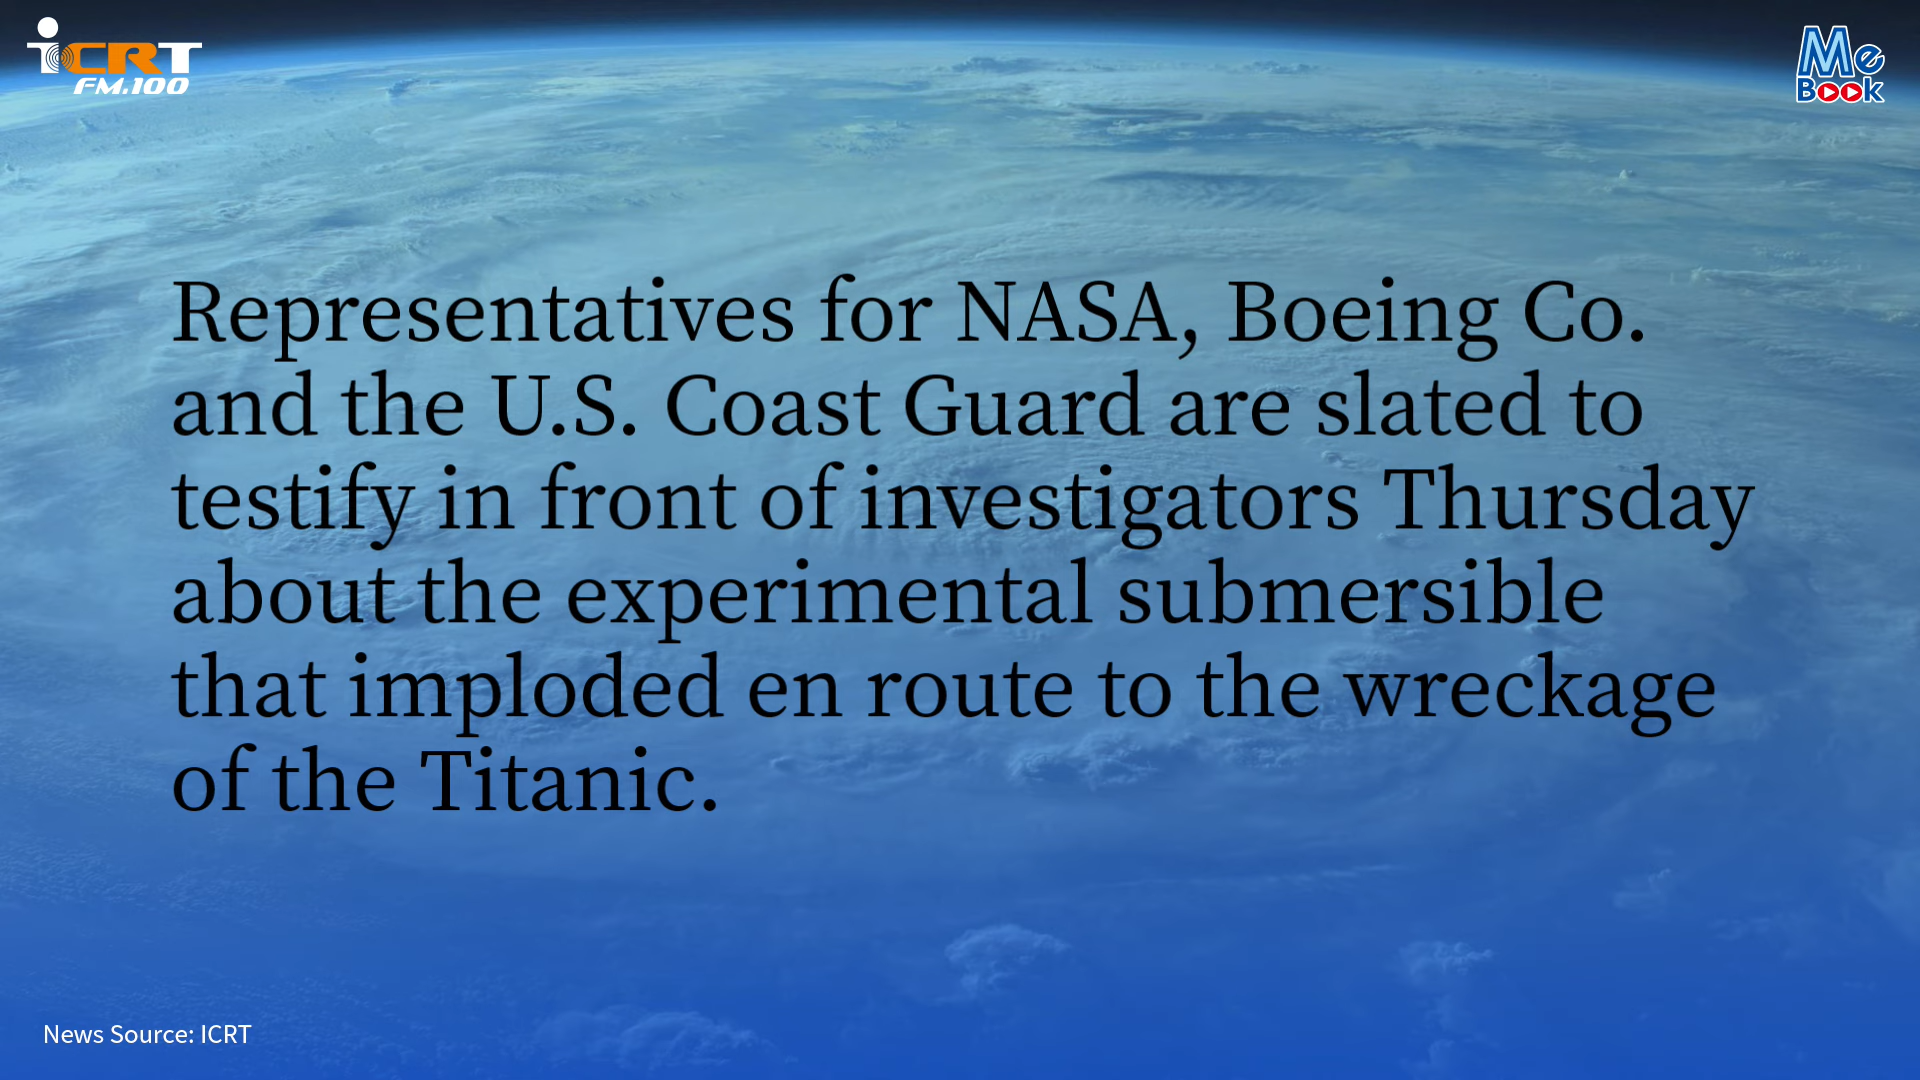 iCRT
FM.100
Me
Book
Representatives for NASA, Boeing Co.
and the U.S. Coast Guard are slated to
testify in front of investigators Thursday
about the experimental submersible
that imploded en route to the wreckage
of the Titanic.
News Source: ICRT